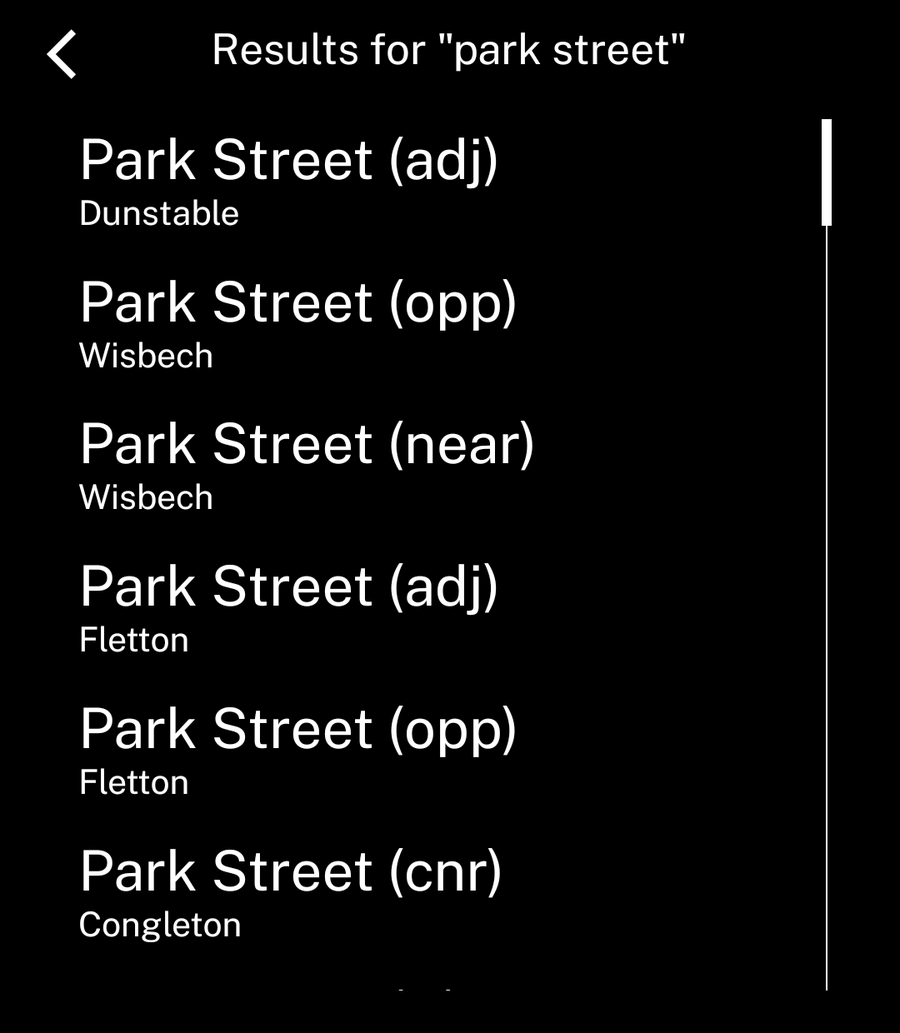 Results for "park street"
Park Street (adj)
Dunstable
Park Street (opp)
Wisbech
Park Street (near)
Wisbech
Park Street (adj)
Fletton
Park Street (opp)
Fletton
Park Street (cnr)
Congleton